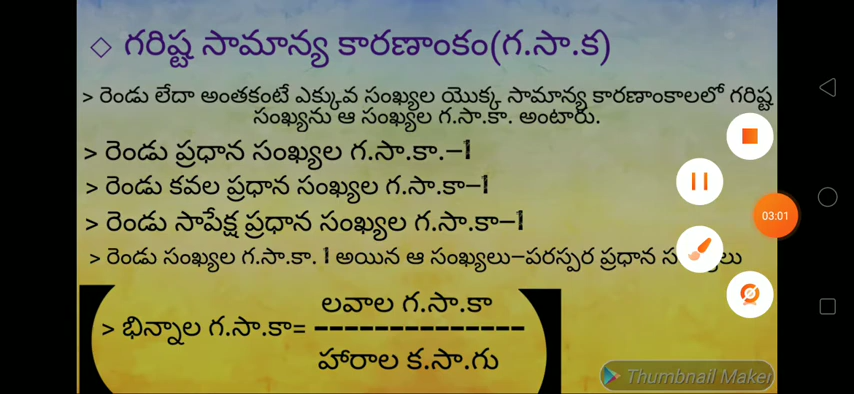 ◇ గరిష్ట సామాన్య కారణాంకం(గ.సా.క)
> రెండు లేదా అంతకంటే ఎక్కువ సంఖ్యల యొక్క సామాన్య కారణాంకాలలో గరిష్ట
సంఖ్యను ఆ సంఖ్యల గ.సా.కా. అంటారు.
> రెండు ప్రధాన సంఖ్యల గ.సా.కా.–1
> రెండు కవల ప్రధాన సంఖ్యల గ.సా.కా–1
> రెండు సాపేక్ష ప్రధాన సంఖ్యల గ.సా.కా–1
> రెండు సంఖ్యల గ.సా.కా. 1 అయిన ఆ సంఖ్యలు–పరస్పర ప్రధాన
లవాల గ.సా.కా
> భిన్నాల గ.సా.కా= ––––––––––––––
హారాల క.సా.గు
03:01
Thumbnail Maker